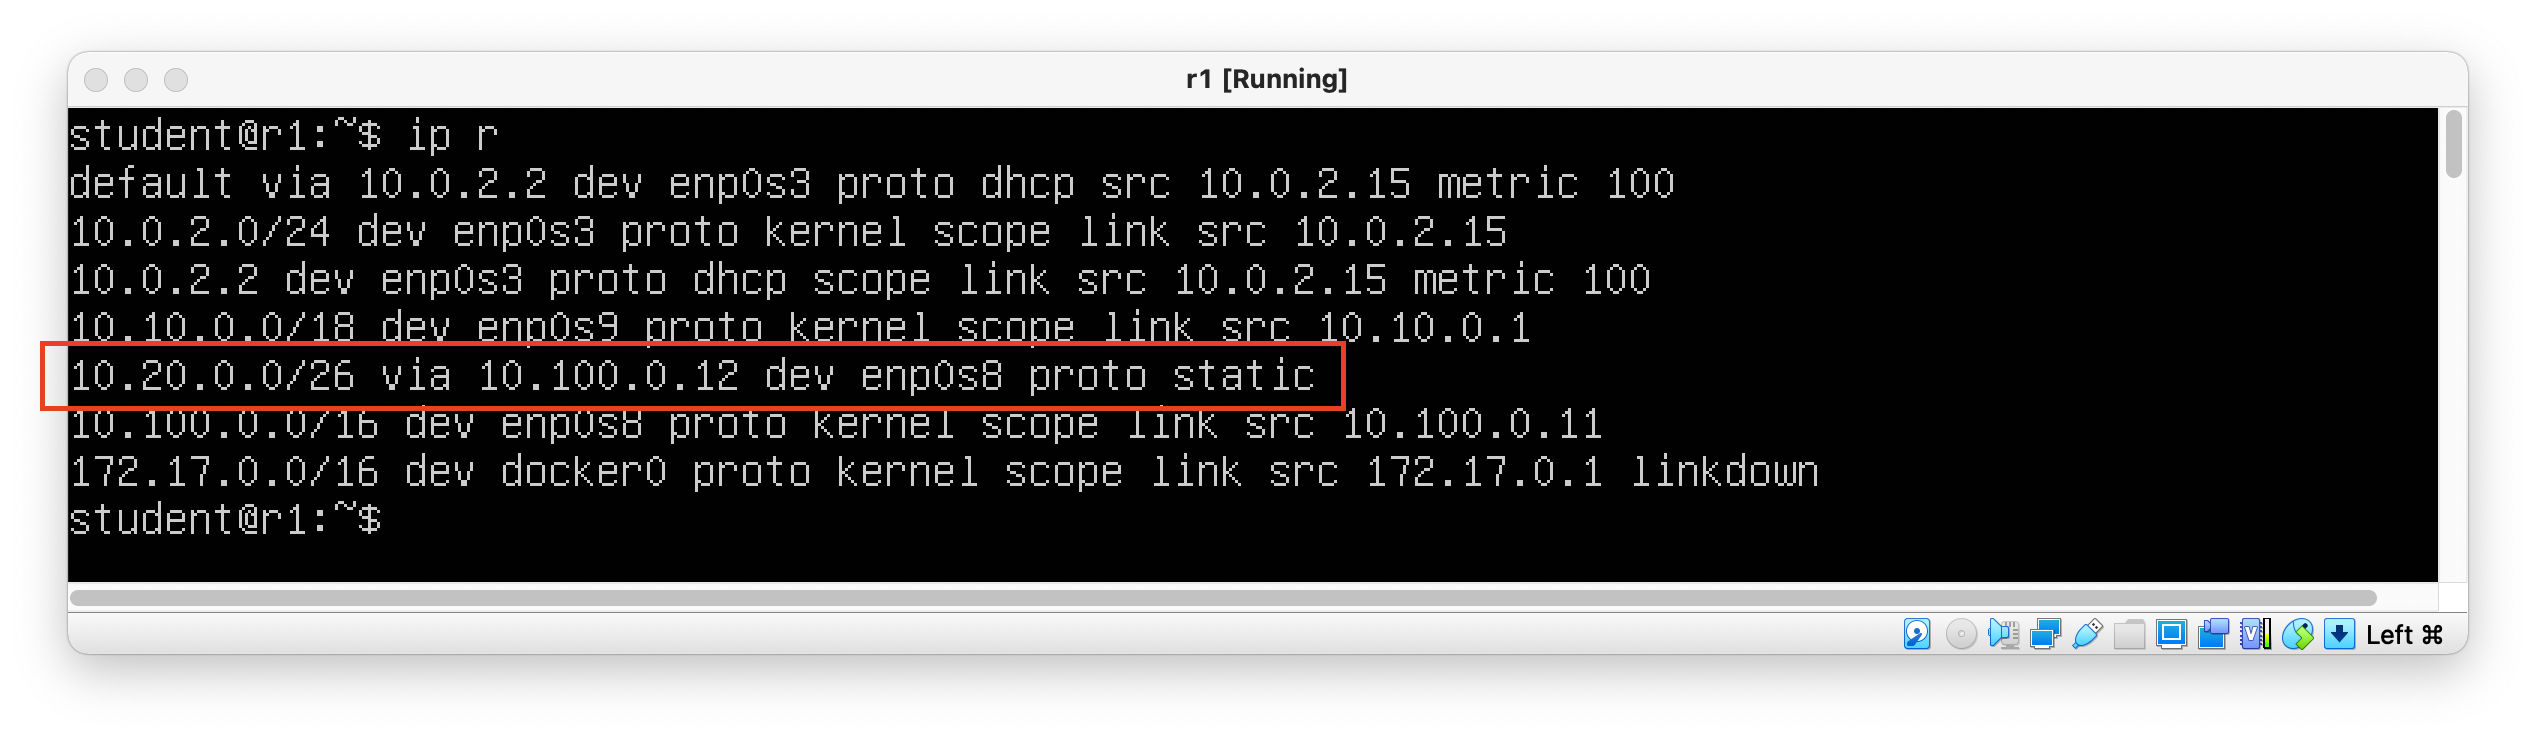 r1 [Running]
student@r1:~$ ip r
default via 10.0.2.2 dev enp0s3 proto dhcp src 10.0.2.15 metric 100
10.0.2.0/24 dev enp0s3 proto kernel scope link src 10.0.2.15
10.0.2.2 dev enp0s3 proto dhcp scope link src 10.0.2.15 metric 100
10.10.0.0/18 dev enp0s9 proto kernel scope link src 10.10.0.1
10.20.0.0/26 via 10.100.0.12 dev enp0s8 proto static
10.100.0.0/16 dev enp0s8 proto kernel scope link src 10.100.0.11
172.17.0.0/16 dev docker0 proto kernel scope link src 172.17.0.1 linkdown
student@r1:~$
Left ⌘